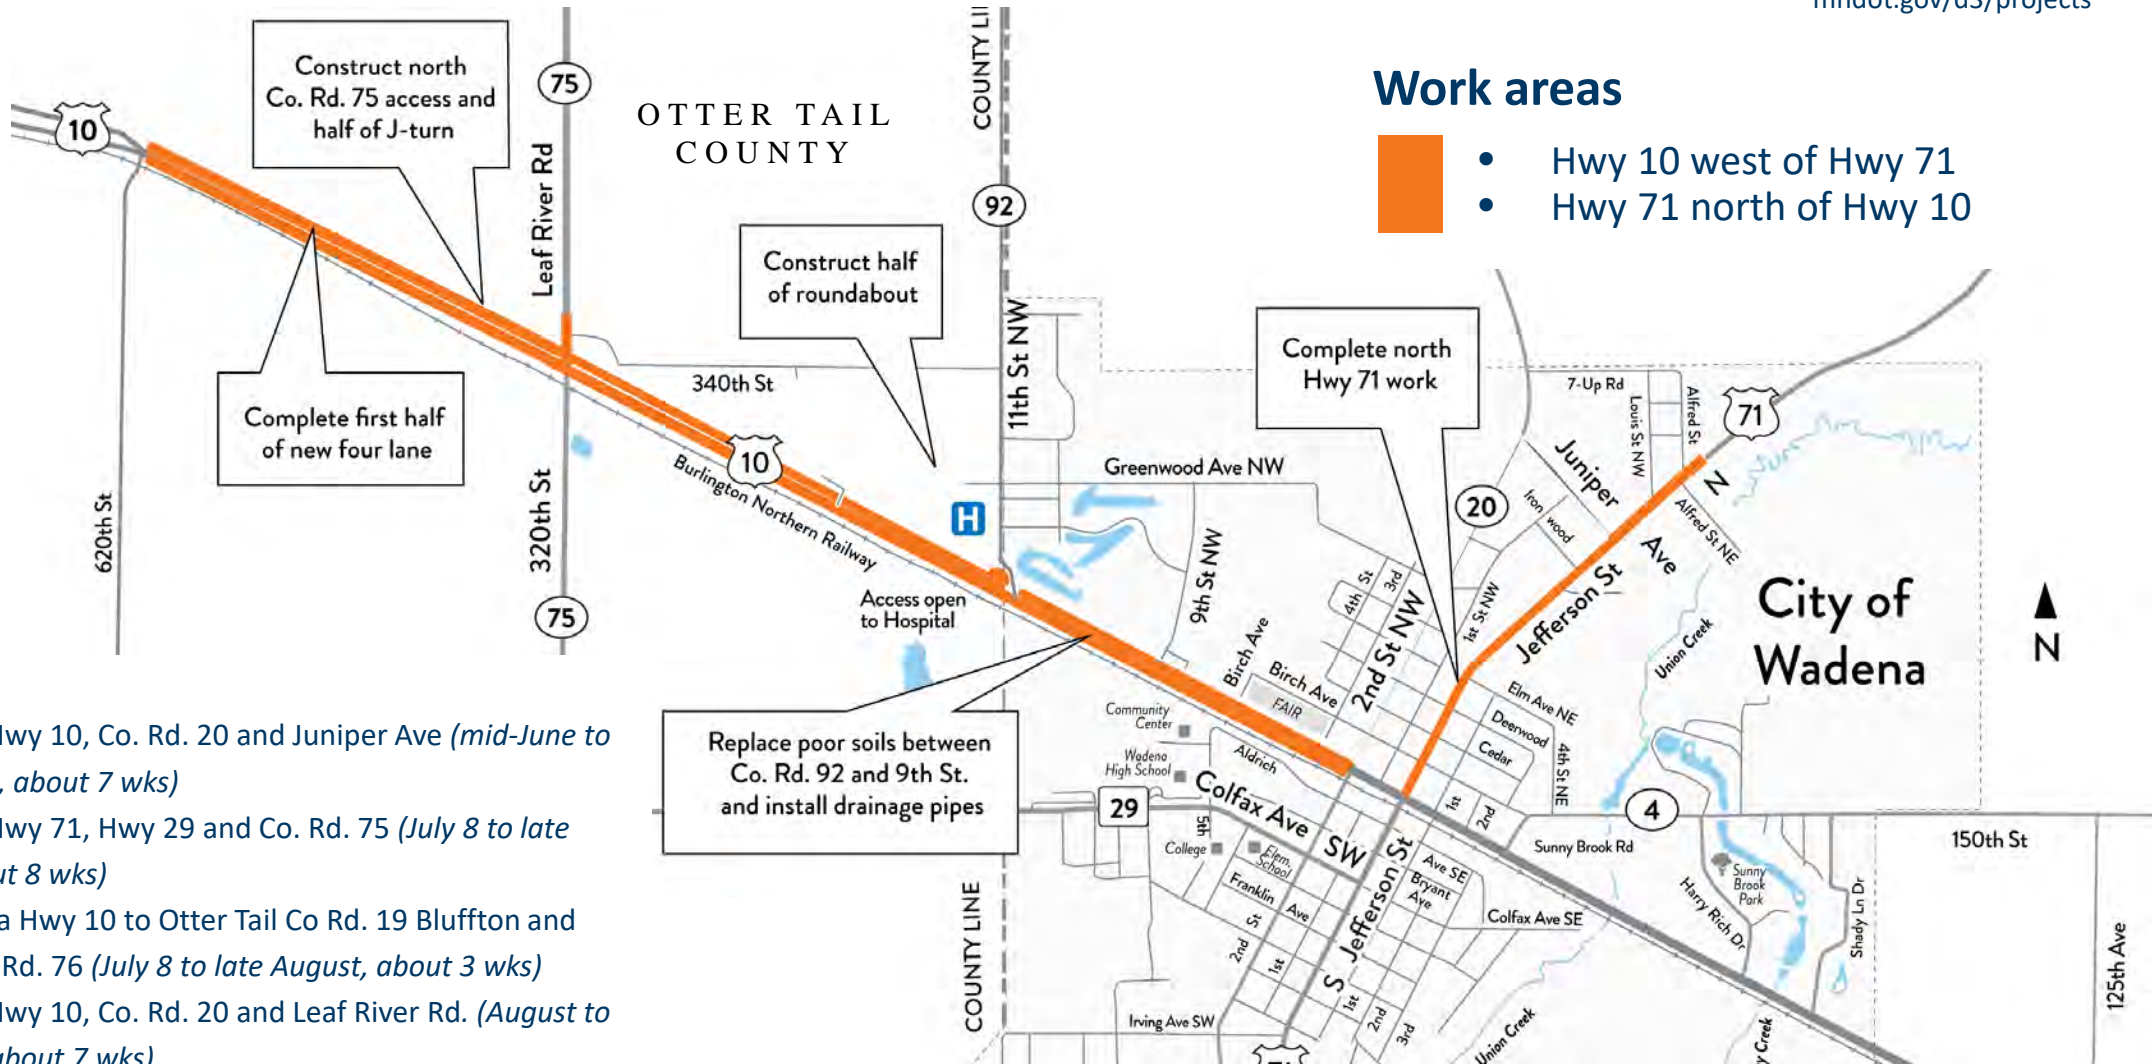 mndot.gov/d3/projects
Work areas
• Hwy 10 west of Hwy 71
• Hwy 71 north of Hwy 10
Construct north
Co. Rd. 75 access and
half of J-turn
10
75
OTTER TAIL
COUNTY
COUNTY LI
Leaf River Rd
92
Construct half
of roundabout
Complete north
Hwy 71 work
Complete first half
of new four lane
340th St
11th St NW
7-Up Rd
Louis St NW
Alfred St
71
Juniper
Ave
N
Alfred St NE
Greenwood Ave NW
20
Iron
wood
10
Burlington Northern Railway
H
620th St
320th St
75
Access open
to Hospital
9th St NW
4th St
3rd
2nd St NW
1st St NW
Jefferson St
Union Creek
City of
Wadena
N
Birch Ave
Birch Ave
FAIR
Elm Ave NE
Deerwood
Cedar
4th St NE
1st
2nd
Community
Center
Wadena
High School
Aldrich
Replace poor soils between
Co. Rd. 92 and 9th St.
and install drainage pipes
29
Colfax Ave SW
5th
College
Elem.
School
Franklin Ave
Sunny Brook Rd
4
150th St
Sunny
Brook
Park
Harry Rich Dr
Shady Ln Dr
125th Ave
Ave SE
Bryant
Ave
Colfax Ave SE
S Jefferson St
2nd St
1st
1st
2nd
3rd
Irving Ave SW
COUNTY LINE
Union Creek
y Creek
71
Hwy 10, Co. Rd. 20 and Juniper Ave (mid-June to
, about 7 wks)
Hwy 71, Hwy 29 and Co. Rd. 75 (July 8 to late
ut 8 wks)
a Hwy 10 to Otter Tail Co Rd. 19 Bluffton and
Rd. 76 (July 8 to late August, about 3 wks)
Hwy 10, Co. Rd. 20 and Leaf River Rd. (August to
about 7 wks)